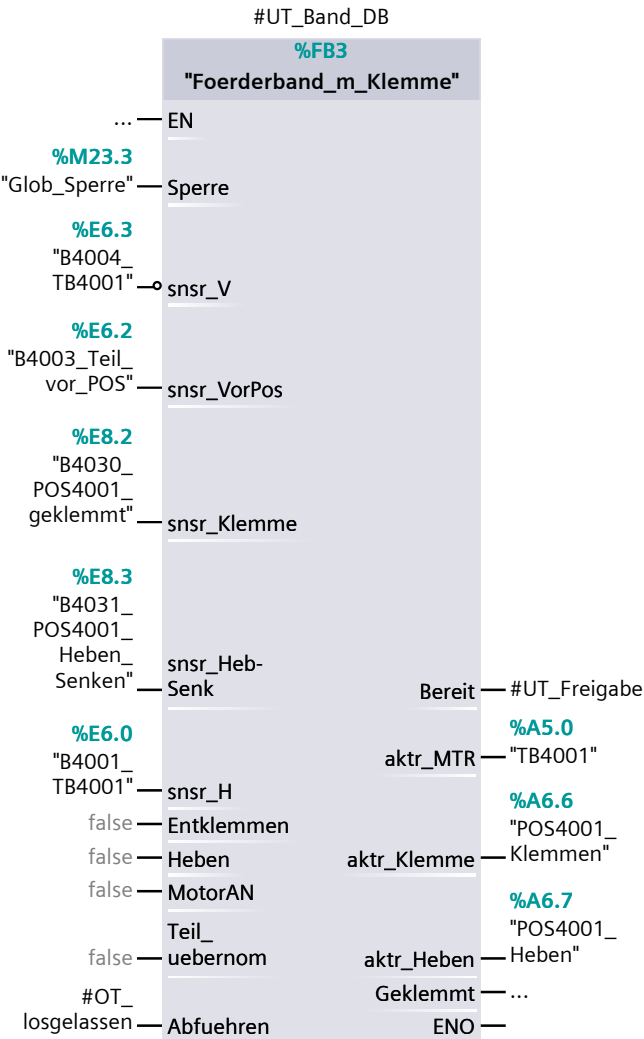 #UT_Band_DB
%FB3
"Foerderband_m_Klemme"
... EN
%M23.3
"Glob_Sperre" Sperre
%E6.3
"B4004_
TB4001" snsr_V
%E6.2
"B4003_Teil_
vor_POS" snsr_VorPos
%E8.2
"B4030_
POS4001_
geklemmt" snsr_Klemme
%E8.3
"B4031_
POS4001_
Heben_
Senken" snsr_Heb-
Senk
Bereit #UT_Freigabe
%E6.0
"B4001_
TB4001" snsr_H
%A5.0
aktr_MTR "TB4001"
false Entklemmen
false Heben
%A6.6
"POS4001_
aktr_Klemme Klemmen"
false MotorAN
Teil_
false uebernom
%A6.7
"POS4001_
aktr_Heben Heben"
Geklemmt ...
#OT_
losgelassen Abfuehren
ENO